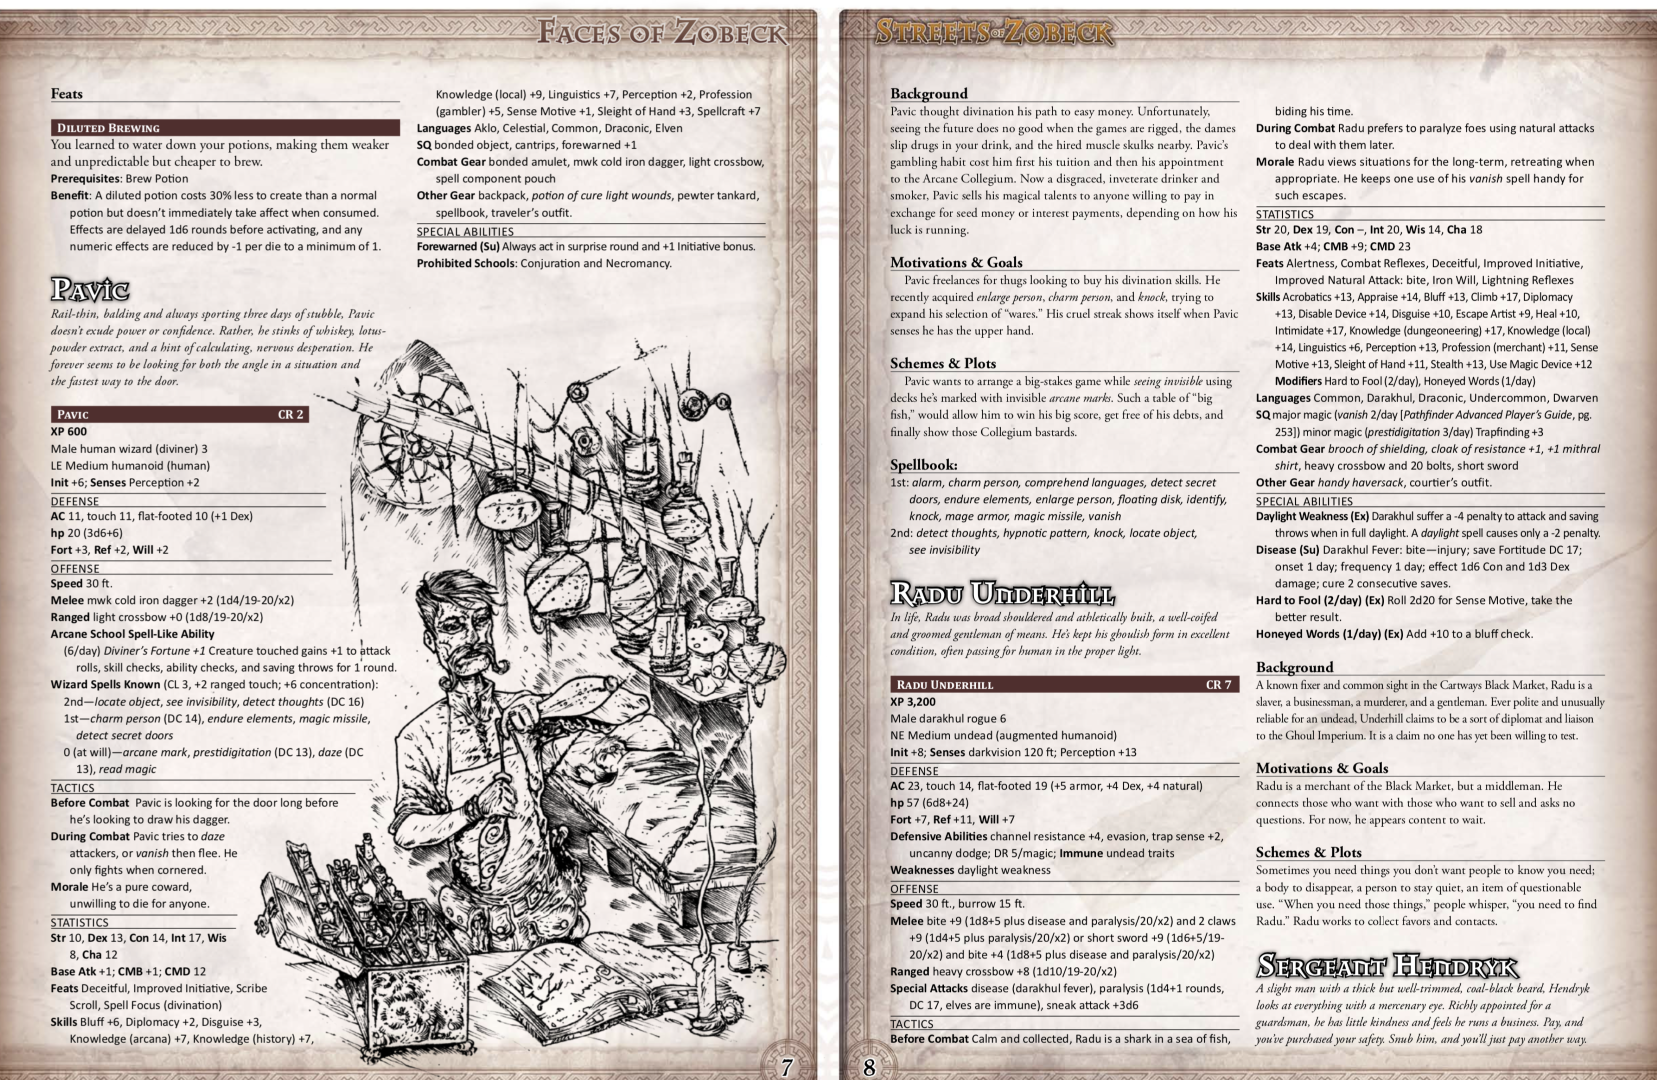 FACES OF ZOBECK
Feats
DILUTED BREWING
You learned to water down your potions, making them weaker
and unpredictable but cheaper to brew.
Prerequisites: Brew Potion
Benefit: A diluted potion costs 30% less to create than a normal
potion but doesn't immediately take affect when consumed.
Effects are delayed 1d6 rounds before activating, and any
numeric effects are reduced by -1 per die to a minimum of 1.
PAVIC
Rail-thin, balding and always sporting three days of stubble, Pavic
doesn't exude power or confidence. Rather, he stinks of whiskey, lotus-
powder extract, and a hint of calculating, nervous desperation. He
forever seems to be looking for both the angle in a situation and
the fastest way to the door.
PAVIC CR 2
XP 600
Male human wizard (diviner) 3
LE Medium humanoid (human)
Init +6; Senses Perception +2
DEFENSE
AC 11, touch 11, flat-footed 10 (+1 Dex)
hp 20 (3d6+6)
Fort +3, Ref +2, Will +2
OFFENSE
Speed 30 ft.
Melee mwk cold iron dagger +2 (1d4/19-20/x2)
Ranged light crossbow +0 (1d8/19-20/x2)
Arcane School Spell-Like Ability
(6/day) Diviner's Fortune +1 Creature touched gains +1 to attack
rolls, skill checks, ability checks, and saving throws for 1 round.
Wizard Spells Known (CL 3, +2 ranged touch; +6 concentration):
2nd—locate object, see invisibility, detect thoughts (DC 16)
1st—charm person (DC 14), endure elements, magic missile,
detect secret doors
0 (at will)—arcane mark, prestidigitation (DC 13), daze (DC
13), read magic
TACTICS
Before Combat Pavic is looking for the door long before
he's looking to draw his dagger.
During Combat Pavic tries to daze
attackers, or vanish then flee. He
only fights when cornered.
Morale He's a pure coward,
unwilling to die for anyone.
STATISTICS
Str 10, Dex 13, Con 14, Int 17, Wis
8, Cha 12
Base Atk +1; CMB +1; CMD 12
Feats Deceitful, Improved Initiative, Scribe
Scroll, Spell Focus (divination)
Skills Bluff +6, Diplomacy +2, Disguise +3,
Knowledge (arcana) +7, Knowledge (history) +7,
Knowledge (local) +9, Linguistics +7, Perception +2, Profession
(gambler) +5, Sense Motive +1, Sleight of Hand +3, Spellcraft +7
Languages Aklo, Celestial, Common, Draconic, Elven
SQ bonded object, cantrips, forewarned +1
Combat Gear bonded amulet, mwk cold iron dagger, light crossbow,
spell component pouch
Other Gear backpack, potion of cure light wounds, pewter tankard,
spellbook, traveler's outfit.
SPECIAL ABILITIES
Forewarned (Su) Always act in surprise round and +1 Initiative bonus.
Prohibited Schools: Conjuration and Necromancy.
7
STREETS OF ZOBECK
Background
Pavic thought divination his path to easy money. Unfortunately,
seeing the future does no good when the games are rigged, the dames
slip drugs in your drink, and the hired muscle skulks nearby. Pavic's
gambling habit cost him first his tuition and then his appointment
to the Arcane Collegium. Now a disgraced, inveterate drinker and
smoker, Pavic sells his magical talents to anyone willing to pay in
exchange for seed money or interest payments, depending on how his
luck is running.
Motivations & Goals
Pavic freelances for thugs looking to buy his divination skills. He
recently acquired enlarge person, charm person, and knock, trying to
expand his selection of "wares." His cruel streak shows itself when Pavic
senses he has the upper hand.
Schemes & Plots
Pavic wants to arrange a big-stakes game while seeing invisible using
decks he's marked with invisible arcane marks. Such a table of "big
fish," would allow him to win his big score, get free of his debts, and
finally show those Collegium bastards.
Spellbook:
1st: alarm, charm person, comprehend languages, detect secret
doors, endure elements, enlarge person, floating disk, identify,
knock, mage armor, magic missile, vanish
2nd: detect thoughts, hypnotic pattern, knock, locate object,
see invisibility
RADU UNDERHILL
In life, Radu was broad shouldered and athletically built, a well-coifed
and groomed gentleman of means. He's kept his ghoulish form in excellent
condition, often passing for human in the proper light.
RADU UNDERHILL CR 7
XP 3,200
Male darakhul rogue 6
NE Medium undead (augmented humanoid)
Init +8; Senses darkvision 120 ft; Perception +13
DEFENSE
AC 23, touch 14, flat-footed 19 (+5 armor, +4 Dex, +4 natural)
hp 57 (6d8+24)
Fort +7, Ref +11, Will +7
Defensive Abilities channel resistance +4, evasion, trap sense +2,
uncanny dodge; DR 5/magic; Immune undead traits
Weaknesses daylight weakness
OFFENSE
Speed 30 ft., burrow 15 ft.
Melee bite +9 (1d8+5 plus disease and paralysis/20/x2) and 2 claws
+9 (1d4+5 plus paralysis/20/x2) or short sword +9 (1d6+5/19-
20/x2) and bite +4 (1d8+5 plus disease and paralysis/20/x2)
Ranged heavy crossbow +8 (1d10/19-20/x2)
Special Attacks disease (darakhul fever), paralysis (1d4+1 rounds,
DC 17, elves are immune), sneak attack +3d6
TACTICS
Before Combat Calm and collected, Radu is a shark in a sea of fish,
biding his time.
During Combat Radu prefers to paralyze foes using natural attacks
to deal with them later.
Morale Radu views situations for the long-term, retreating when
appropriate. He keeps one use of his vanish spell handy for
such escapes.
STATISTICS
Str 20, Dex 19, Con –, Int 20, Wis 14, Cha 18
Base Atk +4; CMB +9; CMD 23
Feats Alertness, Combat Reflexes, Deceitful, Improved Initiative,
Improved Natural Attack: bite, Iron Will, Lightning Reflexes
Skills Acrobatics +13, Appraise +14, Bluff +13, Climb +17, Diplomacy
+13, Disable Device +14, Disguise +10, Escape Artist +9, Heal +10,
Intimidate +17, Knowledge (dungeoneering) +17, Knowledge (local)
+14, Linguistics +6, Perception +13, Profession (merchant) +11, Sense
Motive +13, Sleight of Hand +11, Stealth +13, Use Magic Device +12
Modifiers Hard to Fool (2/day), Honeyed Words (1/day)
Languages Common, Darakhul, Draconic, Undercommon, Dwarven
SQ major magic (vanish 2/day [Pathfinder Advanced Player's Guide, pg.
253]) minor magic (prestidigitation 3/day) Trapfinding +3
Combat Gear brooch of shielding, cloak of resistance +1, +1 mithral
shirt, heavy crossbow and 20 bolts, short sword
Other Gear handy haversack, courtier's outfit.
SPECIAL ABILITIES
Daylight Weakness (Ex) Darakhul suffer a -4 penalty to attack and saving
throws when in full daylight. A daylight spell causes only a -2 penalty.
Disease (Su) Darakhul Fever: bite—injury; save Fortitude DC 17;
onset 1 day; frequency 1 day; effect 1d6 Con and 1d3 Dex
damage; cure 2 consecutive saves.
Hard to Fool (2/day) (Ex) Roll 2d20 for Sense Motive, take the
better result.
Honeyed Words (1/day) (Ex) Add +10 to a bluff check.
Background
A known fixer and common sight in the Cartways Black Market, Radu is a
slaver, a businessman, a murderer, and a gentleman. Ever polite and unusually
reliable for an undead, Underhill claims to be a sort of diplomat and liaison
to the Ghoul Imperium. It is a claim no one has yet been willing to test.
Motivations & Goals
Radu is a merchant of the Black Market, but a middleman. He
connects those who want with those who want to sell and asks no
questions. For now, he appears content to wait.
Schemes & Plots
Sometimes you need things you don't want people to know you need;
a body to disappear, a person to stay quiet, an item of questionable
use. "When you need those things," people whisper, "you need to find
Radu." Radu works to collect favors and contacts.
SERGEANT HENDRYK
A slight man with a thick but well-trimmed, coal-black beard, Hendryk
looks at everything with a mercenary eye. Richly appointed for a
guardsman, he has little kindness and feels he runs a business. Pay, and
you've purchased your safety. Snub him, and you'll just pay another way.
8